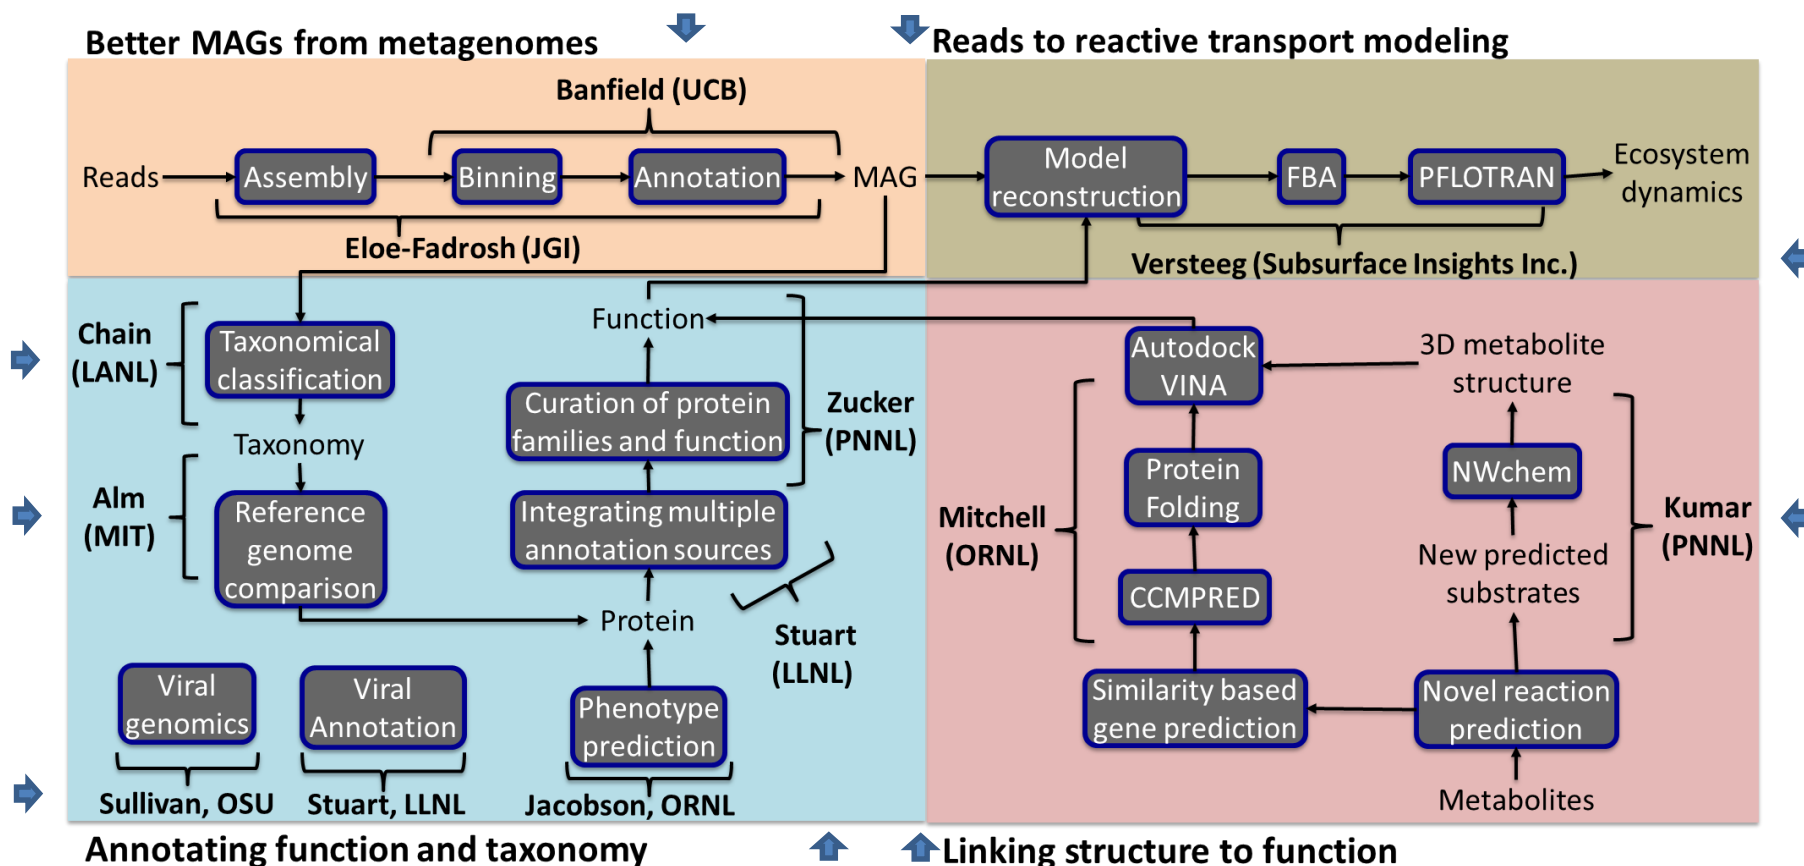 Better MAGs from metagenomes
Reads to reactive transport modeling
Banfield (UCB)
Reads
Assembly
Binning
Annotation
MAG
Eloe-Fadrosh (JGI)
Model
reconstruction
FBA
PFLOTRAN
Ecosystem
dynamics
Versteeg (Subsurface Insights Inc.)
Chain
(LANL)
Taxonomical
classification
Taxonomy
Alm
(MIT)
Reference
genome
comparison
Function
Curation of protein
families and function
Zucker
(PNNL)
Integrating multiple
annotation sources
Protein
Stuart
(LLNL)
Viral
genomics
Viral
Annotation
Phenotype
prediction
Sullivan, OSU
Stuart, LLNL
Jacobson, ORNL
Autodock
VINA
3D metabolite
structure
Protein
Folding
NWchem
Mitchell
(ORNL)
Kumar
(PNNL)
CCMPRED
New predicted
substrates
Similarity based
gene prediction
Novel reaction
prediction
Metabolites
Annotating function and taxonomy
Linking structure to function